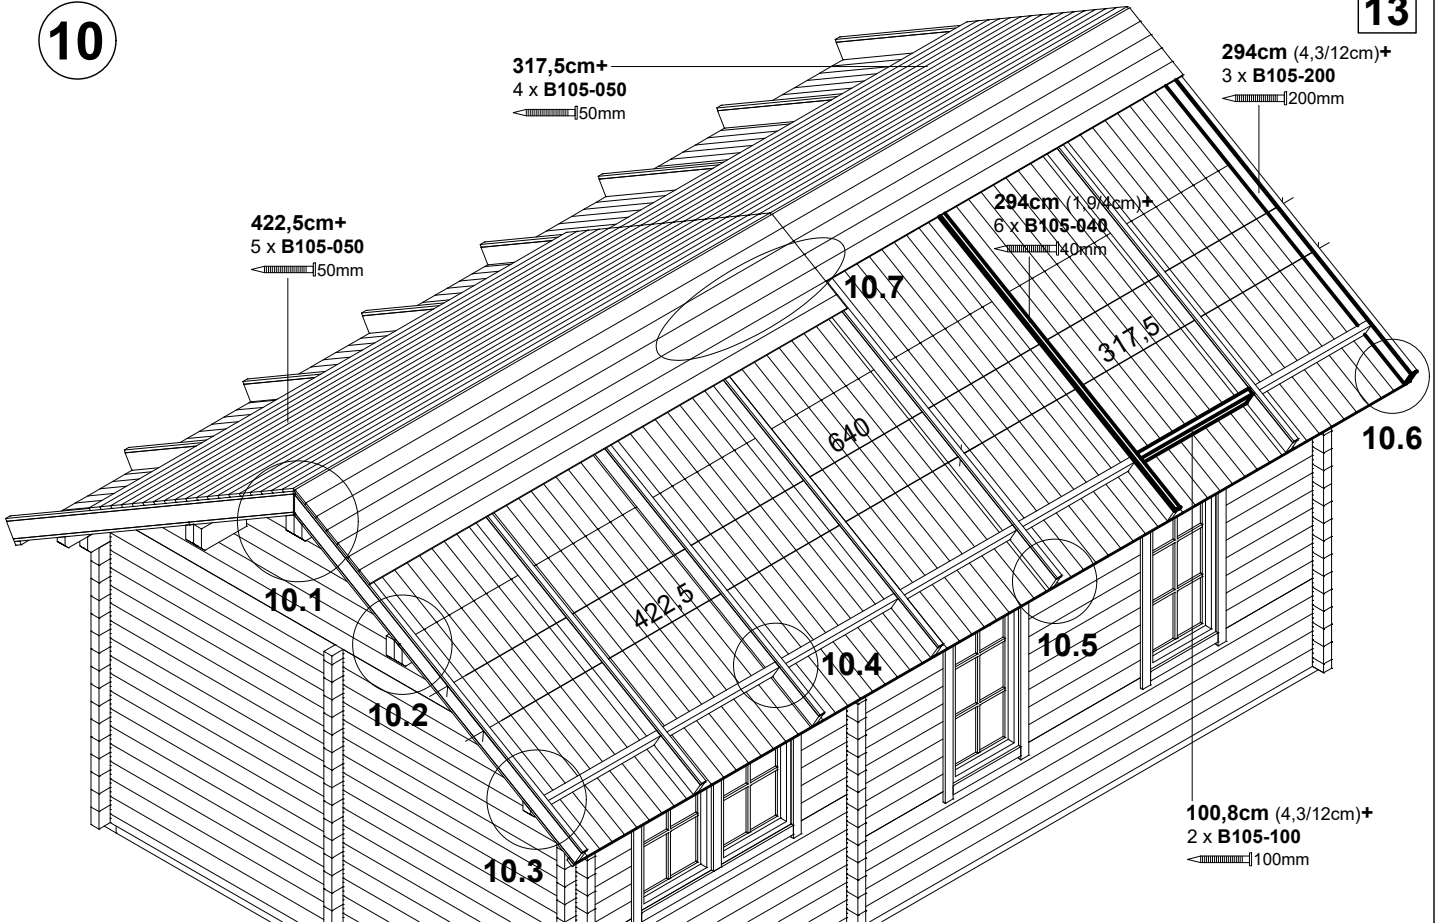 10
13
317,5cm+
4 x B105-050
50mm
294cm (4,3/12cm)+
3 x B105-200
200mm
422,5cm+
5 x B105-050
50mm
294cm (1,9/4cm)+
6 x B105-040
40mm
10.7
317,5
640
10.6
422,5
10.1
10.2
10.4
10.5
10.3
100,8cm (4,3/12cm)+
2 x B105-100
100mm